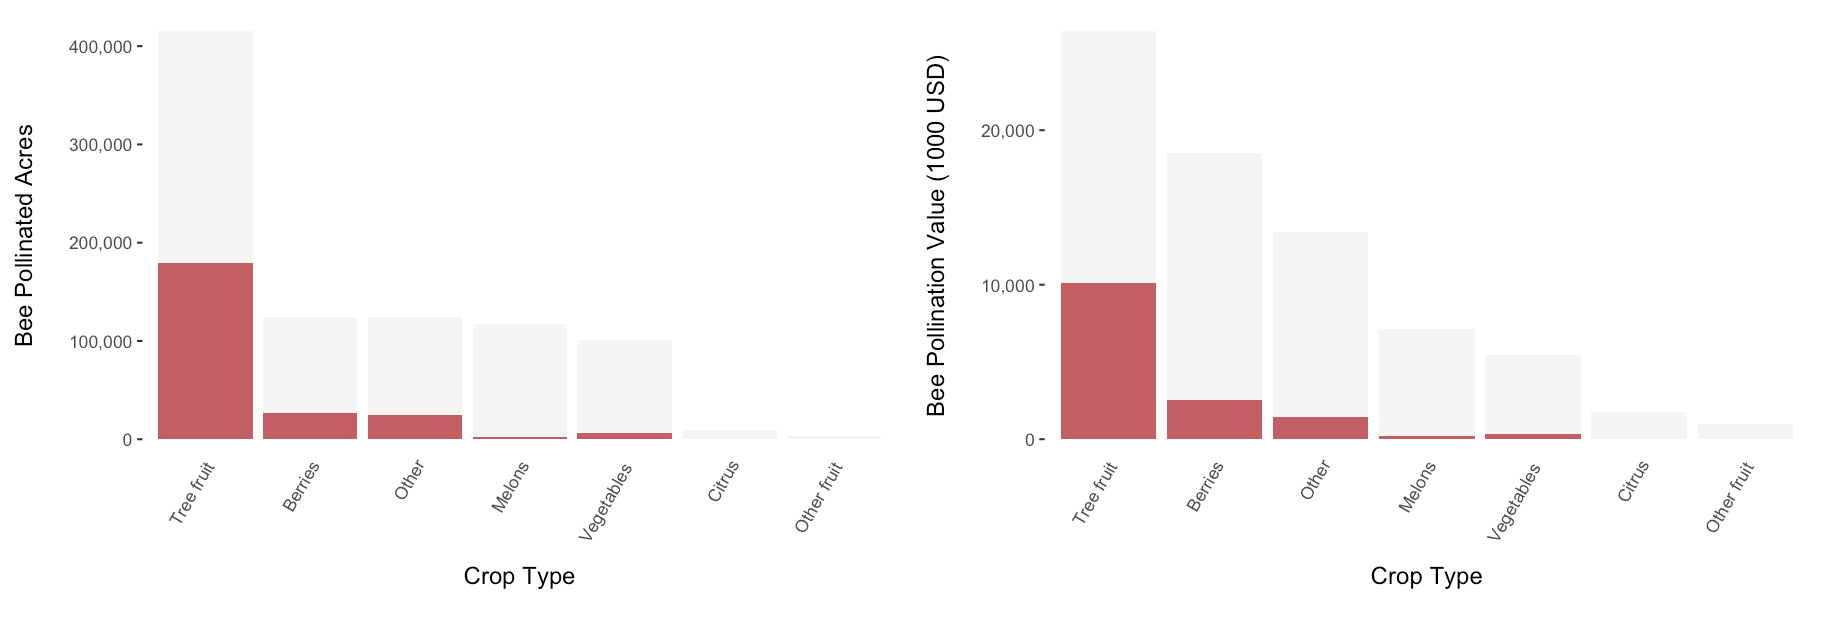 Bee Pollinated Acres
400,000
300,000
200,000
100,000
0
Tree fruit
Berries
Other
Melons
Vegetables
Citrus
Other fruit
Crop Type
Bee Pollination Value (1000 USD)
20,000
10,000
0
Tree fruit
Berries
Other
Melons
Vegetables
Citrus
Other fruit
Crop Type